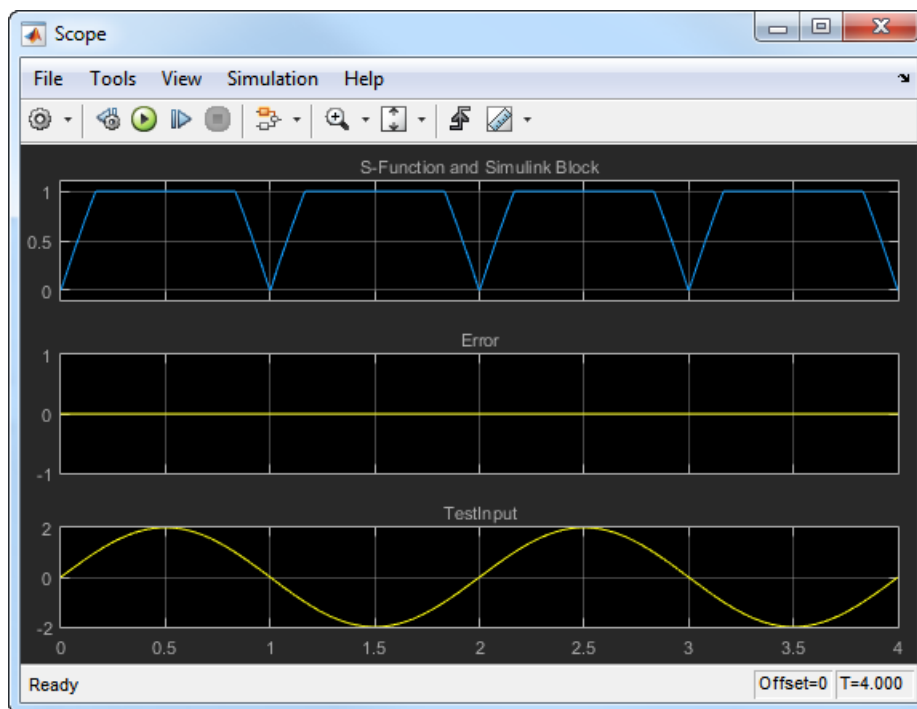 Scope
File Tools View Simulation Help
S-Function and Simulink Block
1
0.5
0
Error
1
0
-1
TestInput
2
0
-2
0 0.5 1 1.5 2 2.5 3 3.5 4
Ready Offset=0 T=4.000